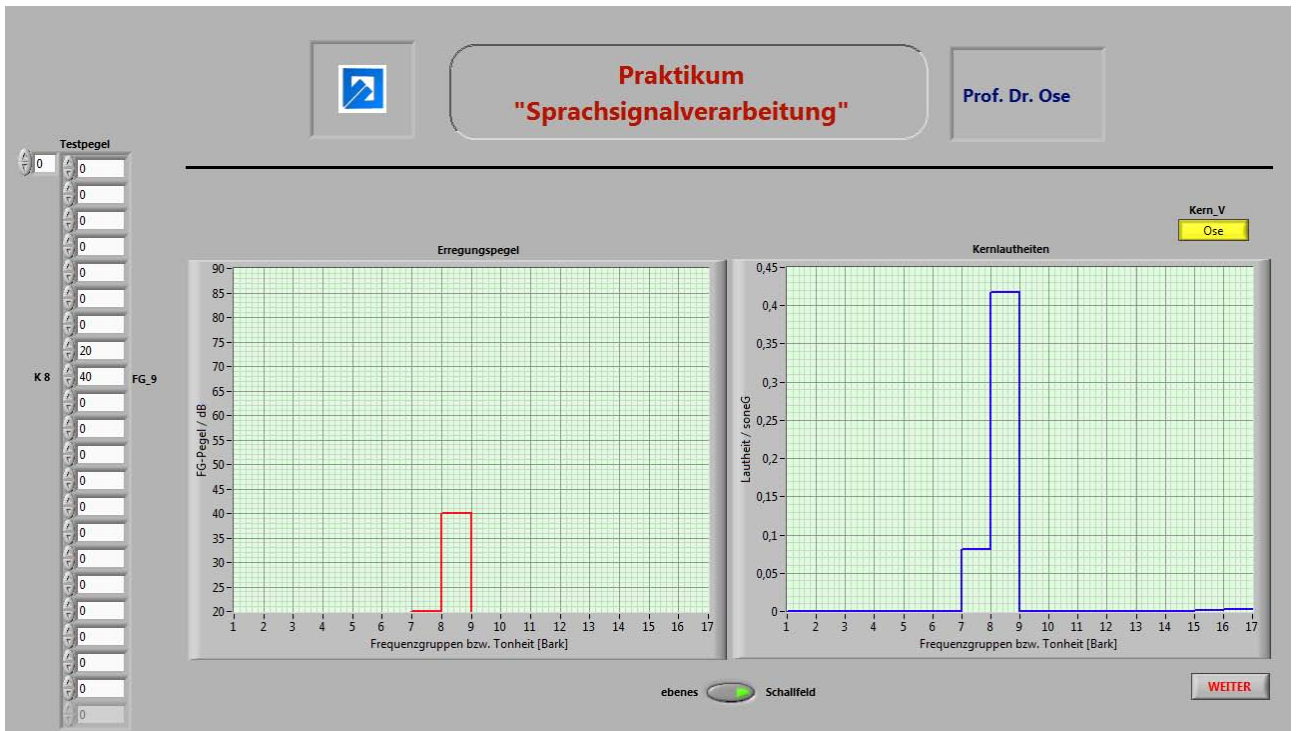 Praktikum
"Sprachsignalverarbeitung"
Prof. Dr. Ose
Testpegel
0
0
0
0
0
0
0
0
20
K 8 40 FG_9
0
0
0
0
0
0
0
0
0
0
0
0
0
Kern_V
Ose
Erregungspegel
90
85
80
75
70
65
60
55
50
45
40
35
30
25
20
FG-Pegel / dB
1 2 3 4 5 6 7 8 9 10 11 12 13 14 15 16 17
Frequenzgruppen bzw. Tonheit [Bark]
Kernlautheiten
0,45
0,4
0,35
0,3
0,25
0,2
0,15
0,1
0,05
0
Lautheit / soneG
1 2 3 4 5 6 7 8 9 10 11 12 13 14 15 16 17
Frequenzgruppen bzw. Tonheit [Bark]
ebenes Schallfeld
WEITER